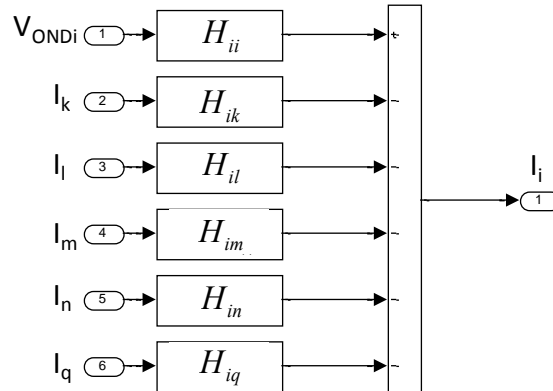 V_ONDi 1 H_ii +
I_k 2 H_ik -
I_l 3 H_il -
I_i
1
I_m 4 H_im -
I_n 5 H_in -
I_q 6 H_iq -